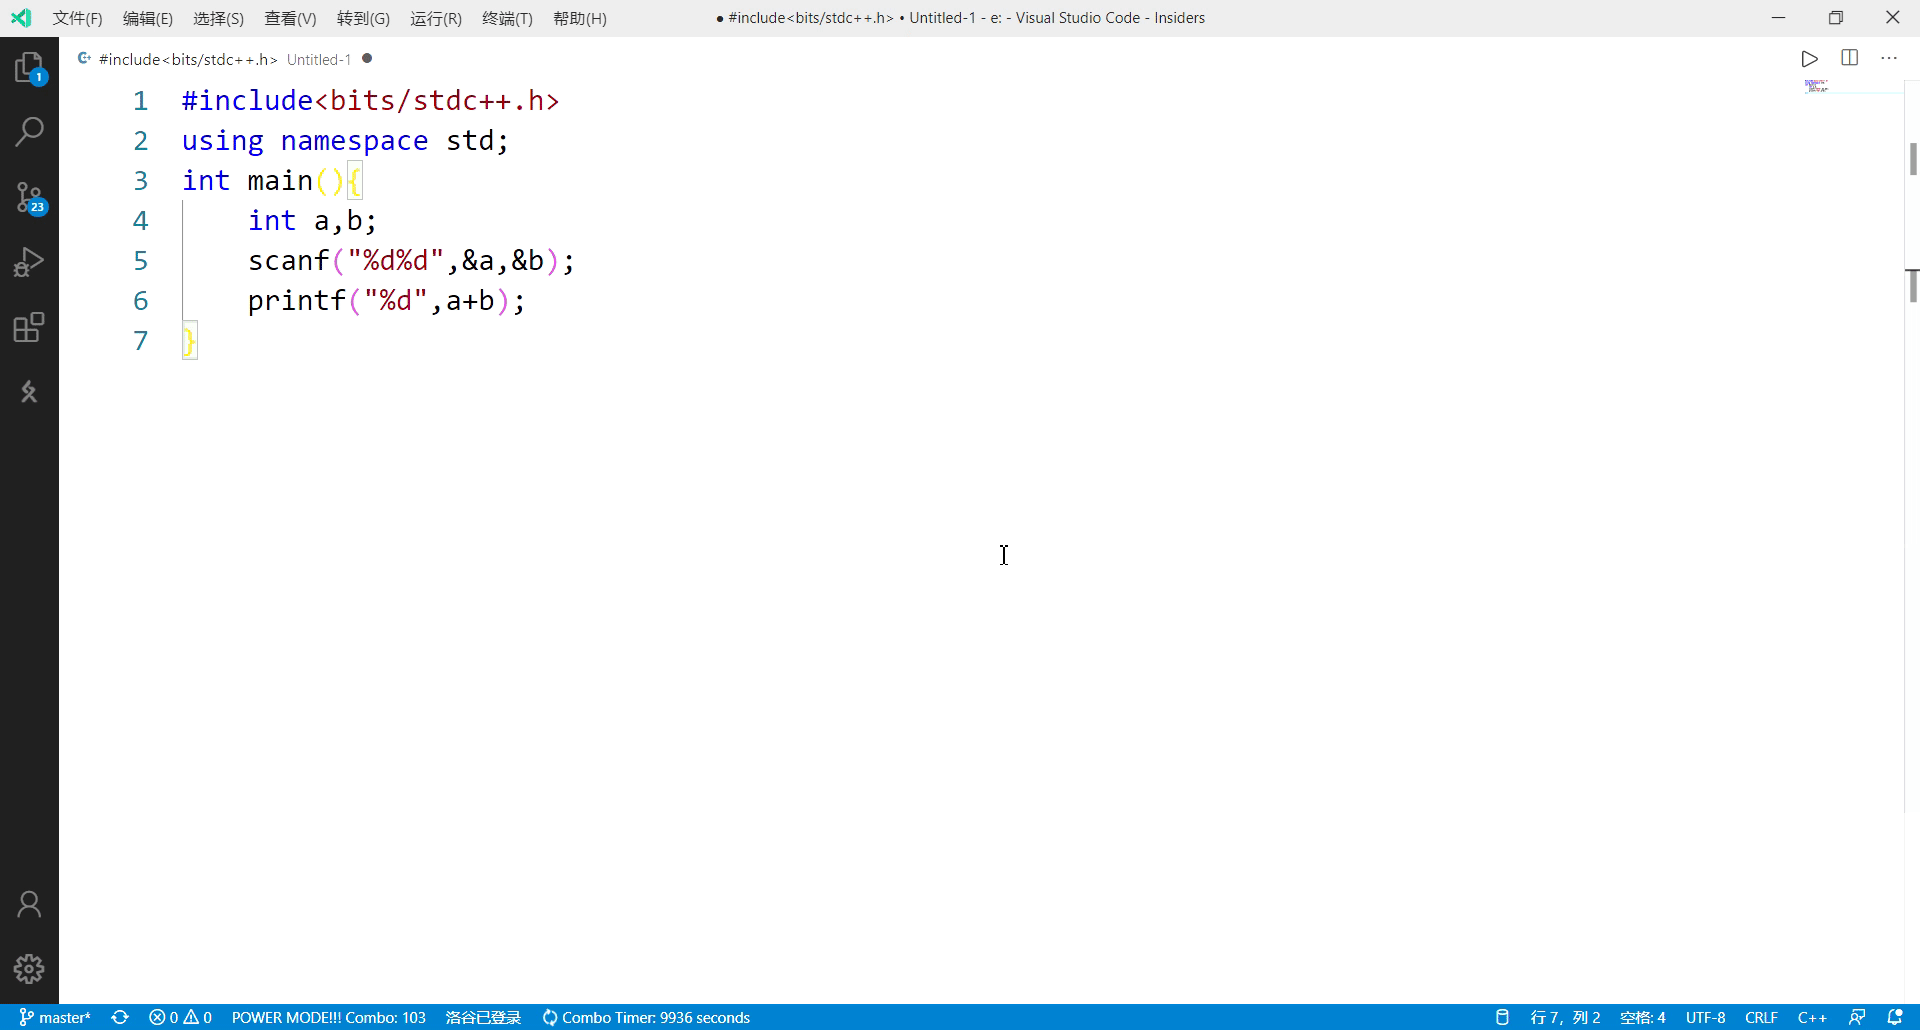 文件(F) 编辑(E) 选择(S) 查看(V) 转到(G) 运行(R) 终端(T) 帮助(H) ● #include<bits/stdc++.h> • Untitled-1 - e: - Visual Studio Code - Insiders
#include<bits/stdc++.h> Untitled-1 ●
1 #include<bits/stdc++.h>
2 using namespace std;
3 int main(){
4     int a,b;
5     scanf("%d%d",&a,&b);
6     printf("%d",a+b);
7 }
1
23
master* 0 0 POWER MODE!!! Combo: 103 洛谷已登录 Combo Timer: 9936 seconds 行 7，列 2 空格: 4 UTF-8 CRLF C++